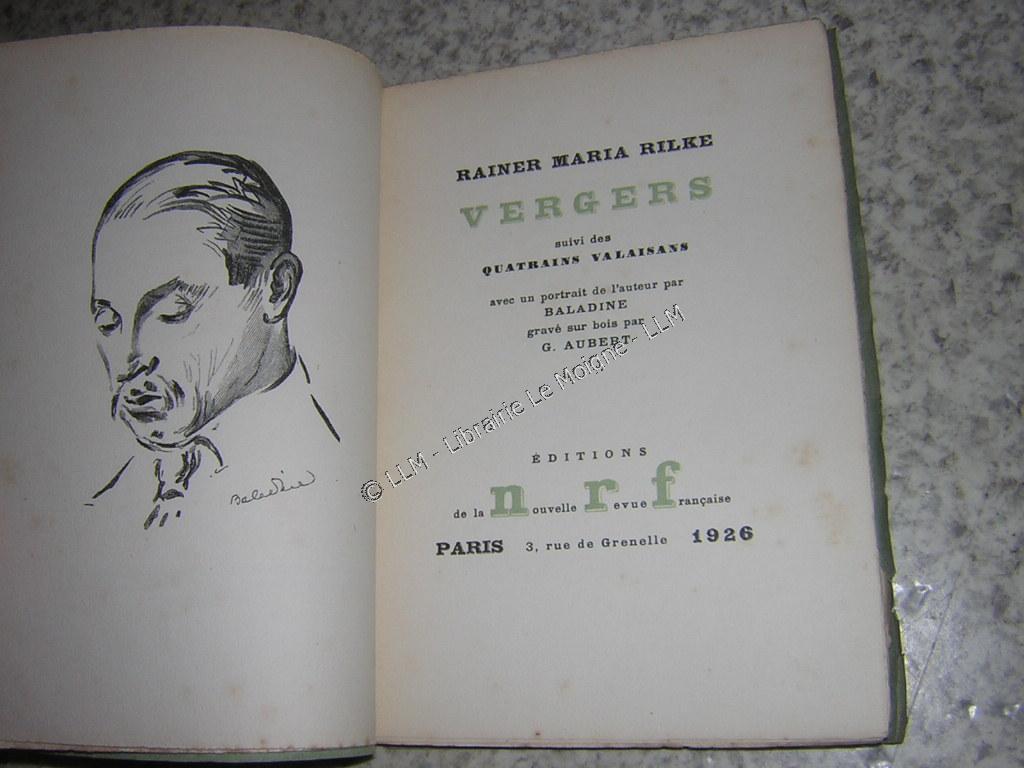 Baladine
RAINER MARIA RILKE
VERGERS
suivi des
QUATRAINS VALAISANS
avec un portrait de l'auteur par
BALADINE
gravé sur bois par
G. AUBERT
© LLM - Librairie Le Moigne - LLM
ÉDITIONS
de la nouvelle revue française
PARIS 3, rue de Grenelle 1926